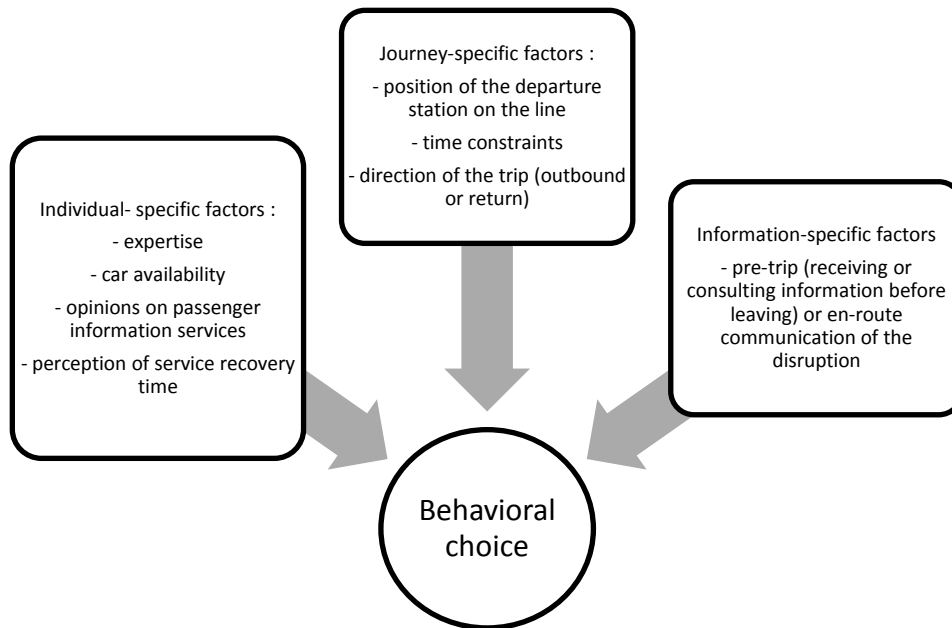 Journey-specific factors :
- position of the departure
station on the line
- time constraints
- direction of the trip (outbound
or return)
Individual- specific factors :
- expertise
- car availability
- opinions on passenger
information services
- perception of service recovery
time
Information-specific factors
- pre-trip (receiving or
consulting information before
leaving) or en-route
communication of the
disruption
Behavioral
choice